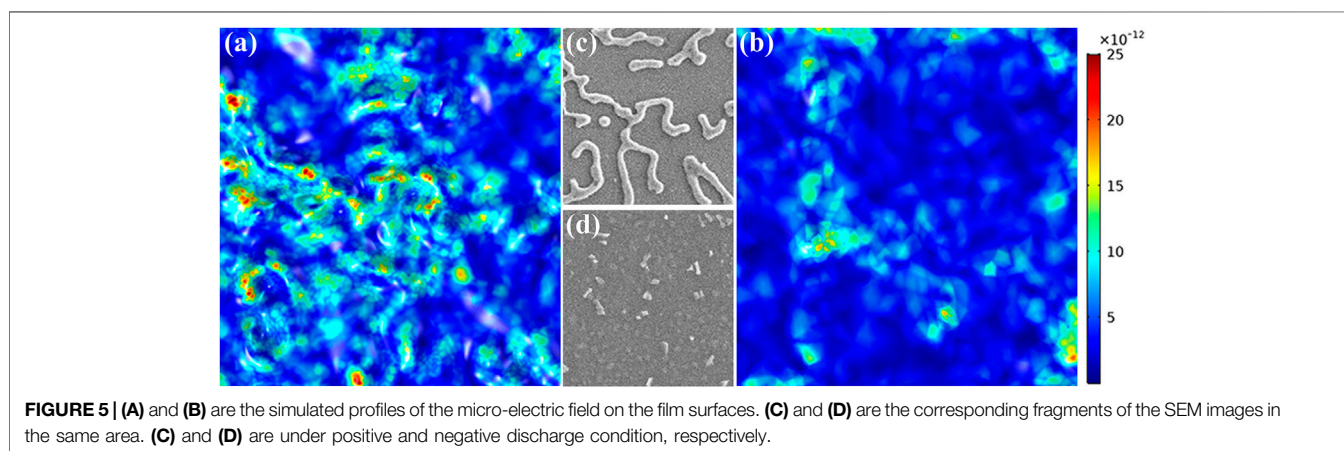 (a)
(c)
(b)
(d)
×10⁻¹²
25
20
15
10
5
FIGURE 5 | (A) and (B) are the simulated profiles of the micro-electric field on the film surfaces. (C) and (D) are the corresponding fragments of the SEM images in
the same area. (C) and (D) are under positive and negative discharge condition, respectively.